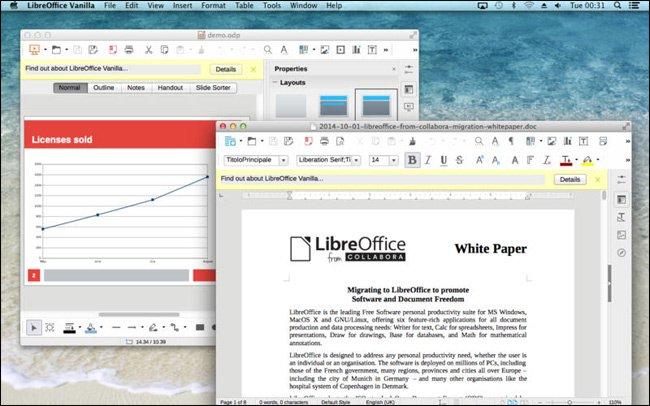 LibreOffice Vanilla File Edit View Insert Format Table Tools Window Help Tue 00:31
demo.odp
Find out about LibreOffice Vanilla... Details
Normal Outline Notes Handout Slide Sorter
Properties
Layouts
Licenses sold
2
14.34 / 10.39
2014-10-01-libreoffice-from-collabora-migration-whitepaper.doc
TitoloPrincipale Liberation Serif;Ti 14 B I U S
Find out about LibreOffice Vanilla... Details
LibreOffice
from COLLABORA
White Paper
Migrating to LibreOffice to promote
Software and Document Freedom
LibreOffice is the leading Free Software personal productivity suite for MS Windows,
MacOS X and GNU/Linux, offering six feature-rich applications for all document
production and data processing needs: Writer for text, Calc for spreadsheets, Impress for
presentations, Draw for drawings, Base for databases, and Math for mathematical
annotations.
LibreOffice is designed to address any personal productivity need, whether the user is
an individual or an organisation. The software is deployed on millions of PCs, including
those of the French government, many regions, provinces and cities all over Europe –
including the city of Munich in Germany – and many other organisations like the
hospital system of Copenhagen in Denmark.
Page 1 of 8 0 words, 0 characters Default Style English (UK) 110%